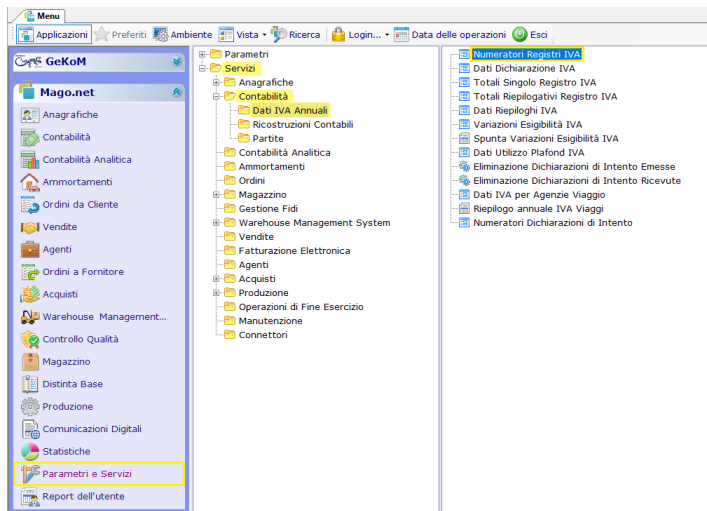 Menu
Applicazioni Preferiti Ambiente Vista Ricerca Login... Data delle operazioni Esci
GeKoM
Mago.net
Anagrafiche
Contabilità
Contabilità Analitica
Ammortamenti
Ordini da Cliente
Vendite
Agenti
Ordini a Fornitore
Acquisti
Warehouse Management...
Controllo Qualità
Magazzino
Distinta Base
Produzione
Comunicazioni Digitali
Statistiche
Parametri e Servizi
Report dell'utente
Parametri
Servizi
Anagrafiche
Contabilità
Dati IVA Annuali
Ricostruzioni Contabili
Partite
Contabilità Analitica
Ammortamenti
Ordini
Magazzino
Gestione Fidi
Warehouse Management System
Vendite
Fatturazione Elettronica
Agenti
Acquisti
Produzione
Operazioni di Fine Esercizio
Manutenzione
Connettori
Numeratori Registri IVA
Dati Dichiarazione IVA
Totali Singolo Registro IVA
Totali Riepilogativi Registro IVA
Dati Riepiloghi IVA
Variazioni Esigibilità IVA
Spunta Variazioni Esigibilità IVA
Dati Utilizzo Plafond IVA
Eliminazione Dichiarazioni di Intento Emesse
Eliminazione Dichiarazioni di Intento Ricevute
Dati IVA per Agenzie Viaggio
Riepilogo annuale IVA Viaggi
Numeratori Dichiarazioni di Intento